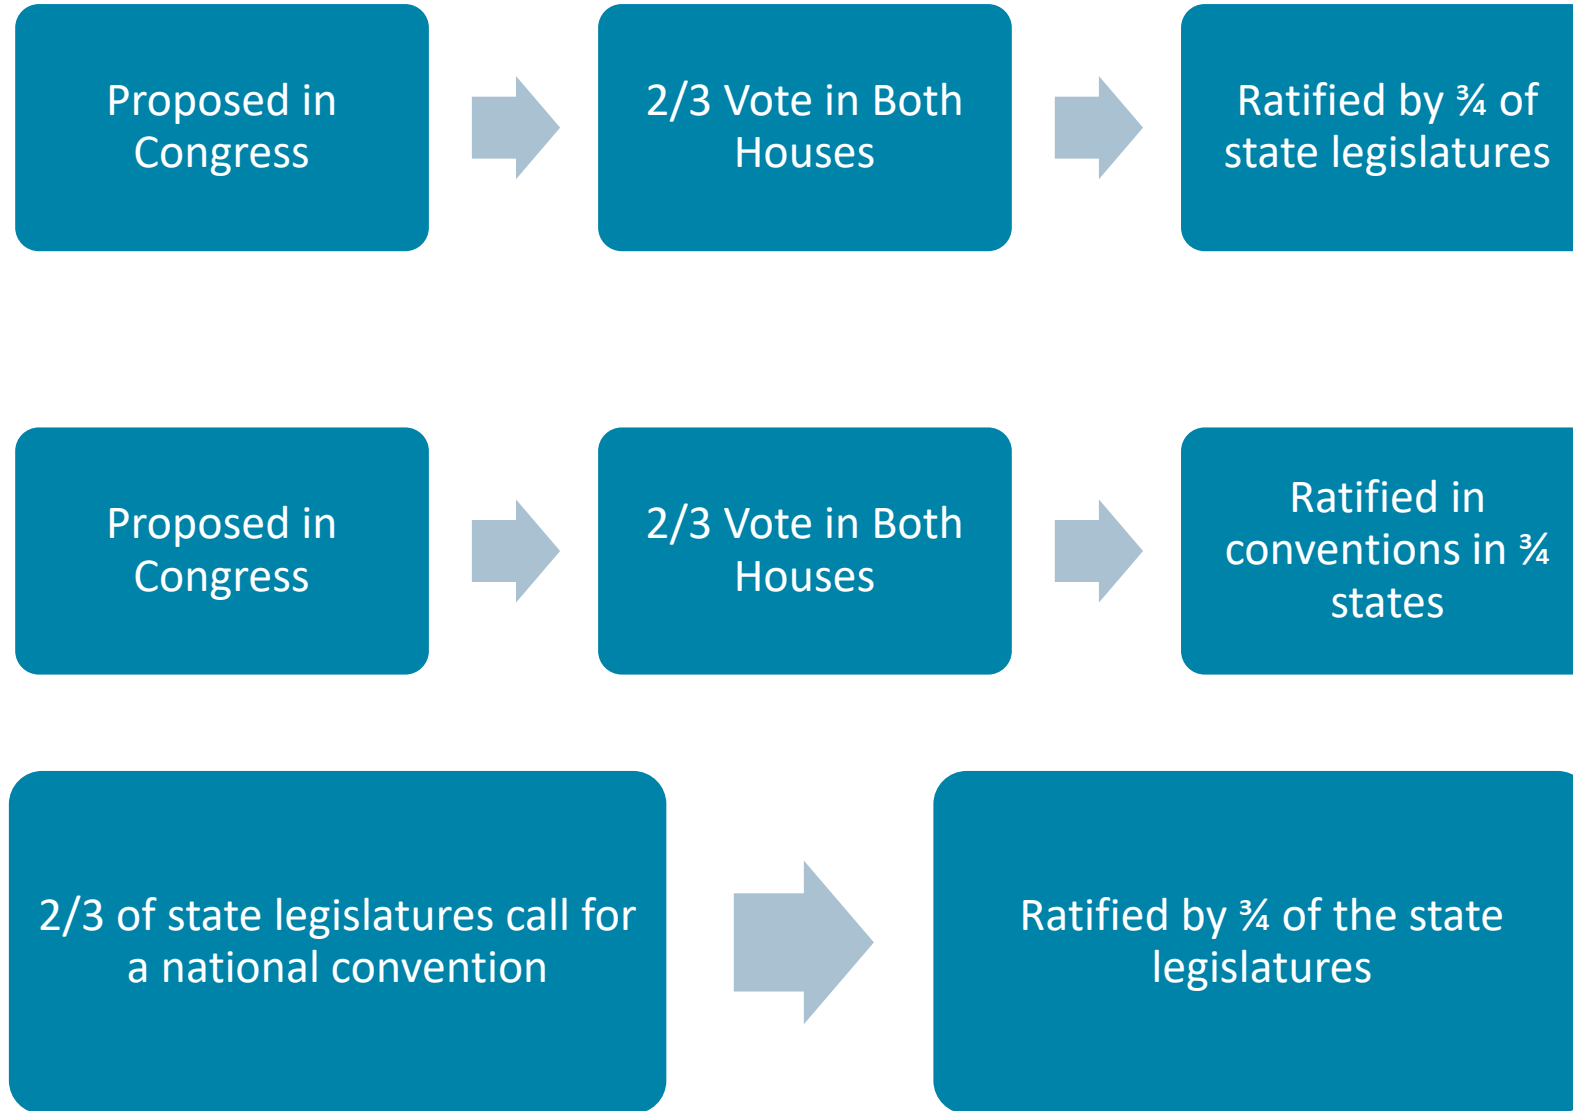 Proposed in
Congress
2/3 Vote in Both
Houses
Ratified by ¾ of
state legislatures
Proposed in
Congress
2/3 Vote in Both
Houses
Ratified in
conventions in ¾
states
2/3 of state legislatures call for
a national convention
Ratified by ¾ of the state
legislatures